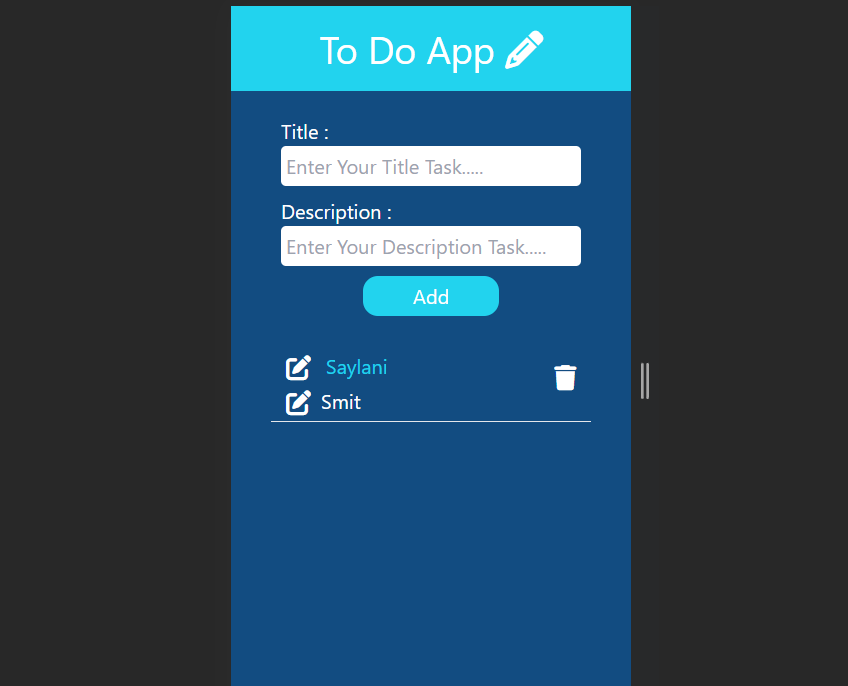 To Do App
Title :
Enter Your Title Task.....
Description :
Enter Your Description Task.....
Add
Saylani
Smit